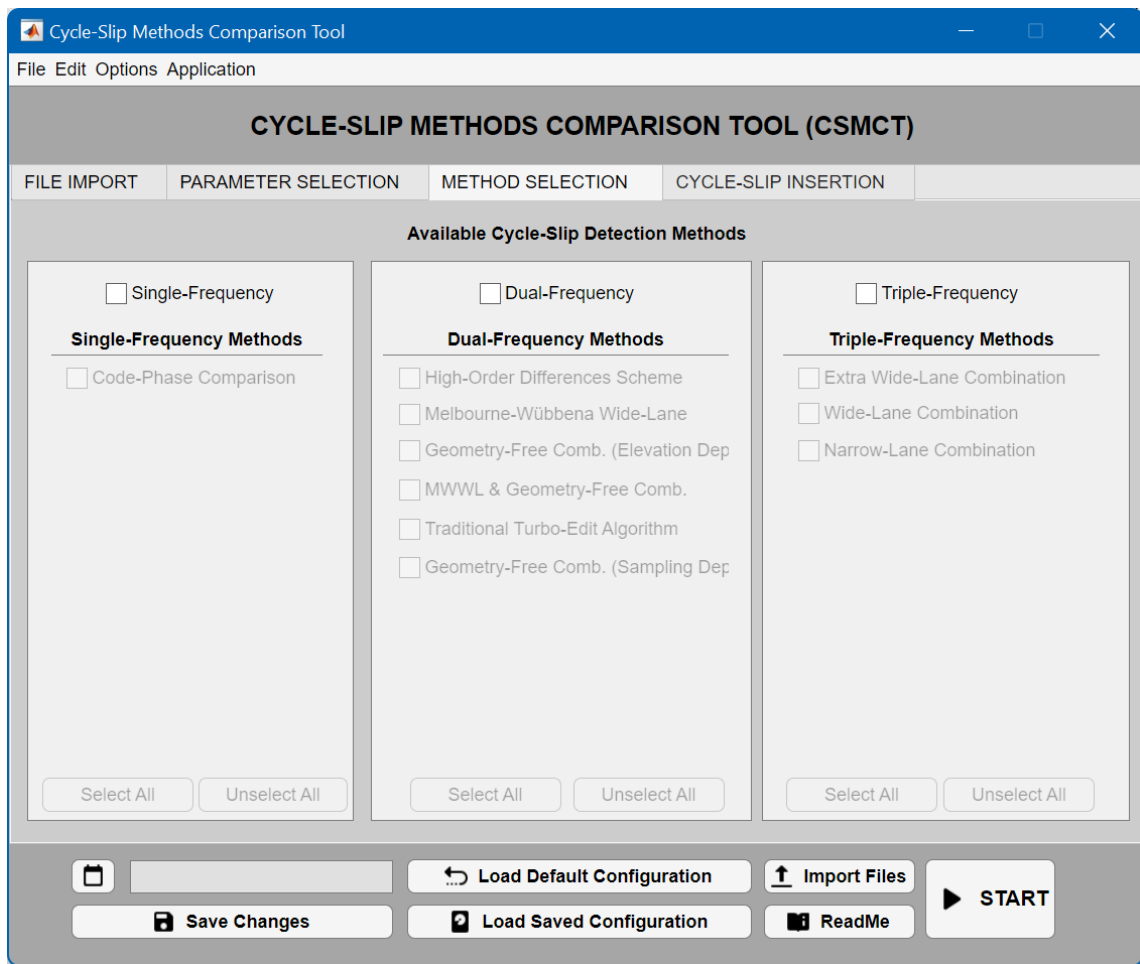 Cycle-Slip Methods Comparison Tool
File Edit Options Application
CYCLE-SLIP METHODS COMPARISON TOOL (CSMCT)
FILE IMPORT PARAMETER SELECTION METHOD SELECTION CYCLE-SLIP INSERTION
Available Cycle-Slip Detection Methods
Single-Frequency
Single-Frequency Methods
Code-Phase Comparison
Select All Unselect All
Dual-Frequency
Dual-Frequency Methods
High-Order Differences Scheme
Melbourne-Wübbena Wide-Lane
Geometry-Free Comb. (Elevation Dep
MWWL & Geometry-Free Comb.
Traditional Turbo-Edit Algorithm
Geometry-Free Comb. (Sampling Dep
Select All Unselect All
Triple-Frequency
Triple-Frequency Methods
Extra Wide-Lane Combination
Wide-Lane Combination
Narrow-Lane Combination
Select All Unselect All
Load Default Configuration Import Files
START
Save Changes Load Saved Configuration ReadMe